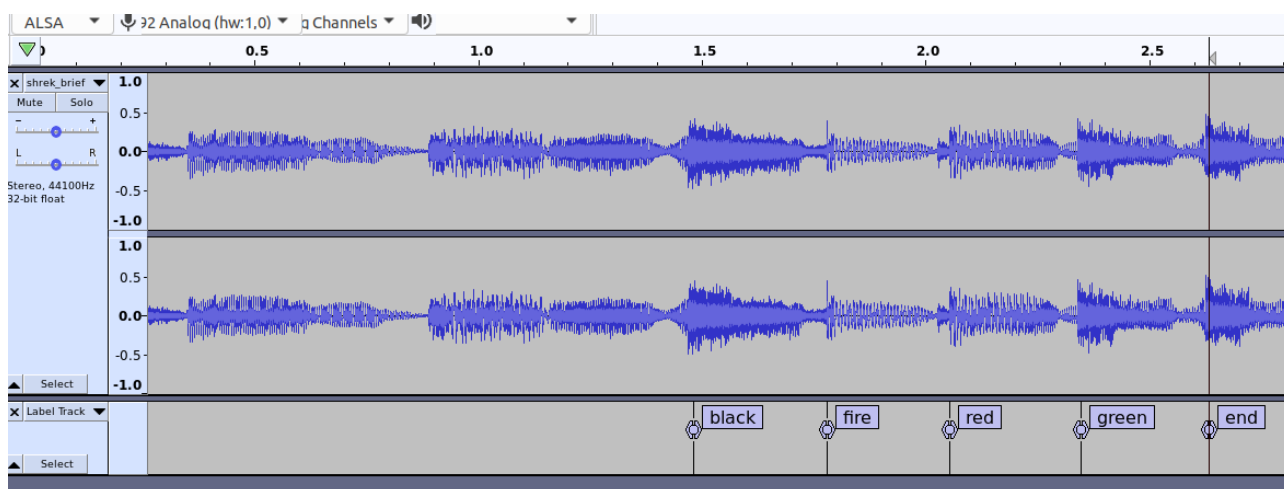 ALSA 92 Analog (hw:1,0) g Channels
0.5 1.0 1.5 2.0 2.5
shrek_brief 1.0
Mute Solo
- + 0.5
L R 0.0
Stereo, 44100Hz -0.5
32-bit float
-1.0
1.0
0.5
0.0
-0.5
Select -1.0
Label Track black fire red green end
Select